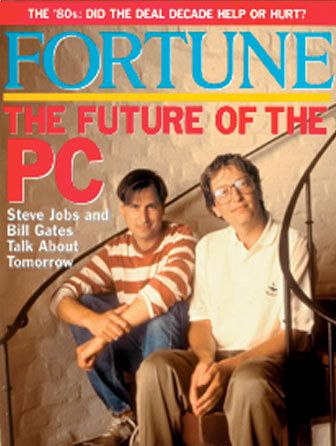 THE '80s: DID THE DEAL DECADE HELP OR HURT?
FORTUNE
THE FUTURE OF THE
PC
Steve Jobs and
Bill Gates
Talk About
Tomorrow